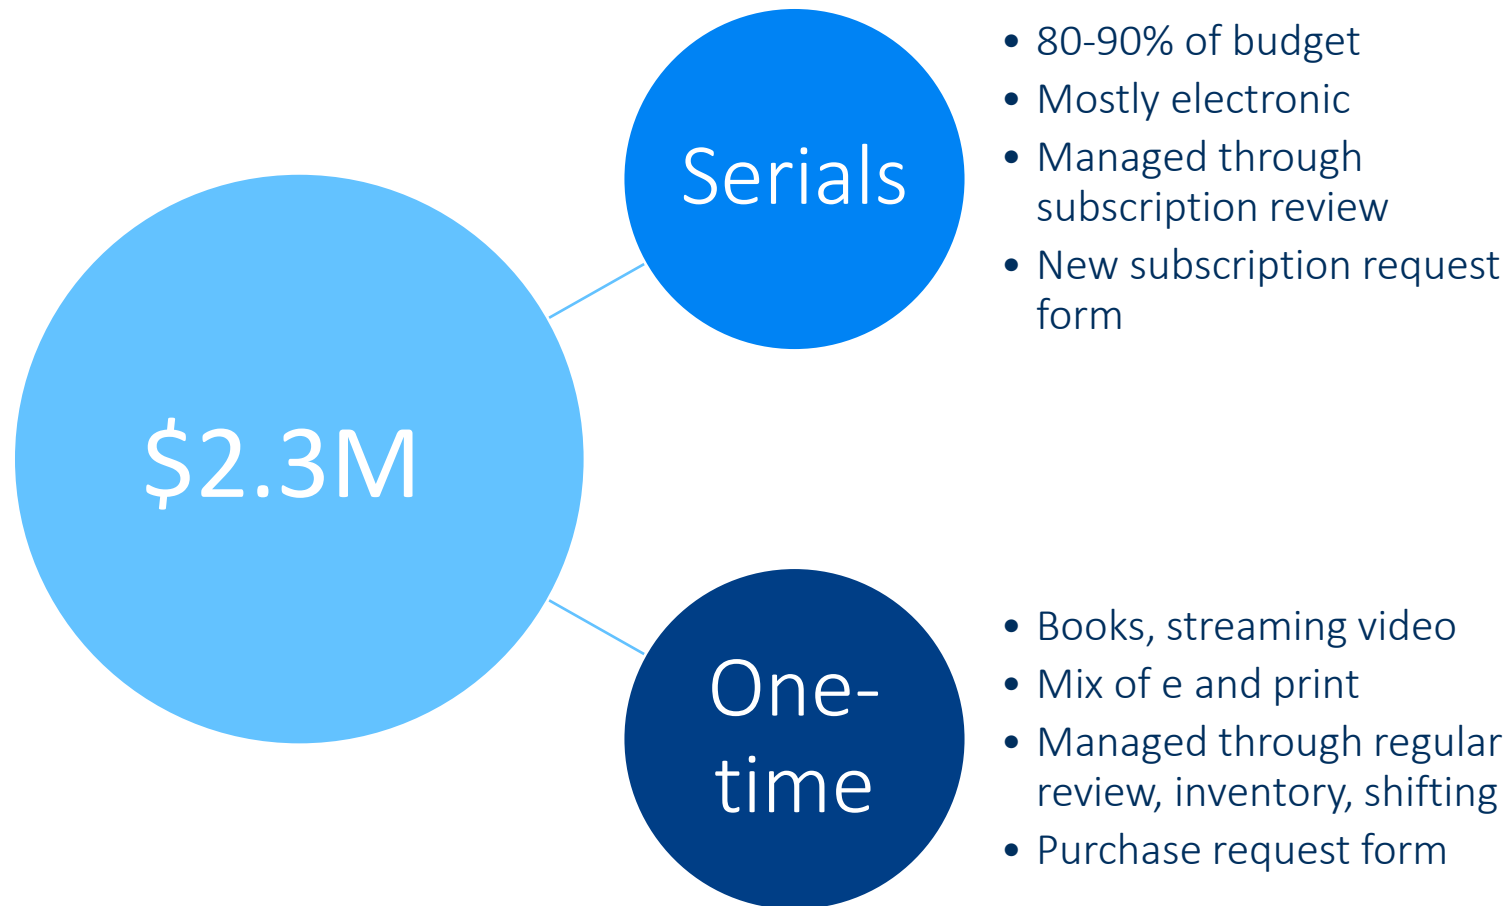 $2.3M
Serials
• 80-90% of budget
• Mostly electronic
• Managed through
subscription review
• New subscription request
form
One-
time
• Books, streaming video
• Mix of e and print
• Managed through regular
review, inventory, shifting
• Purchase request form